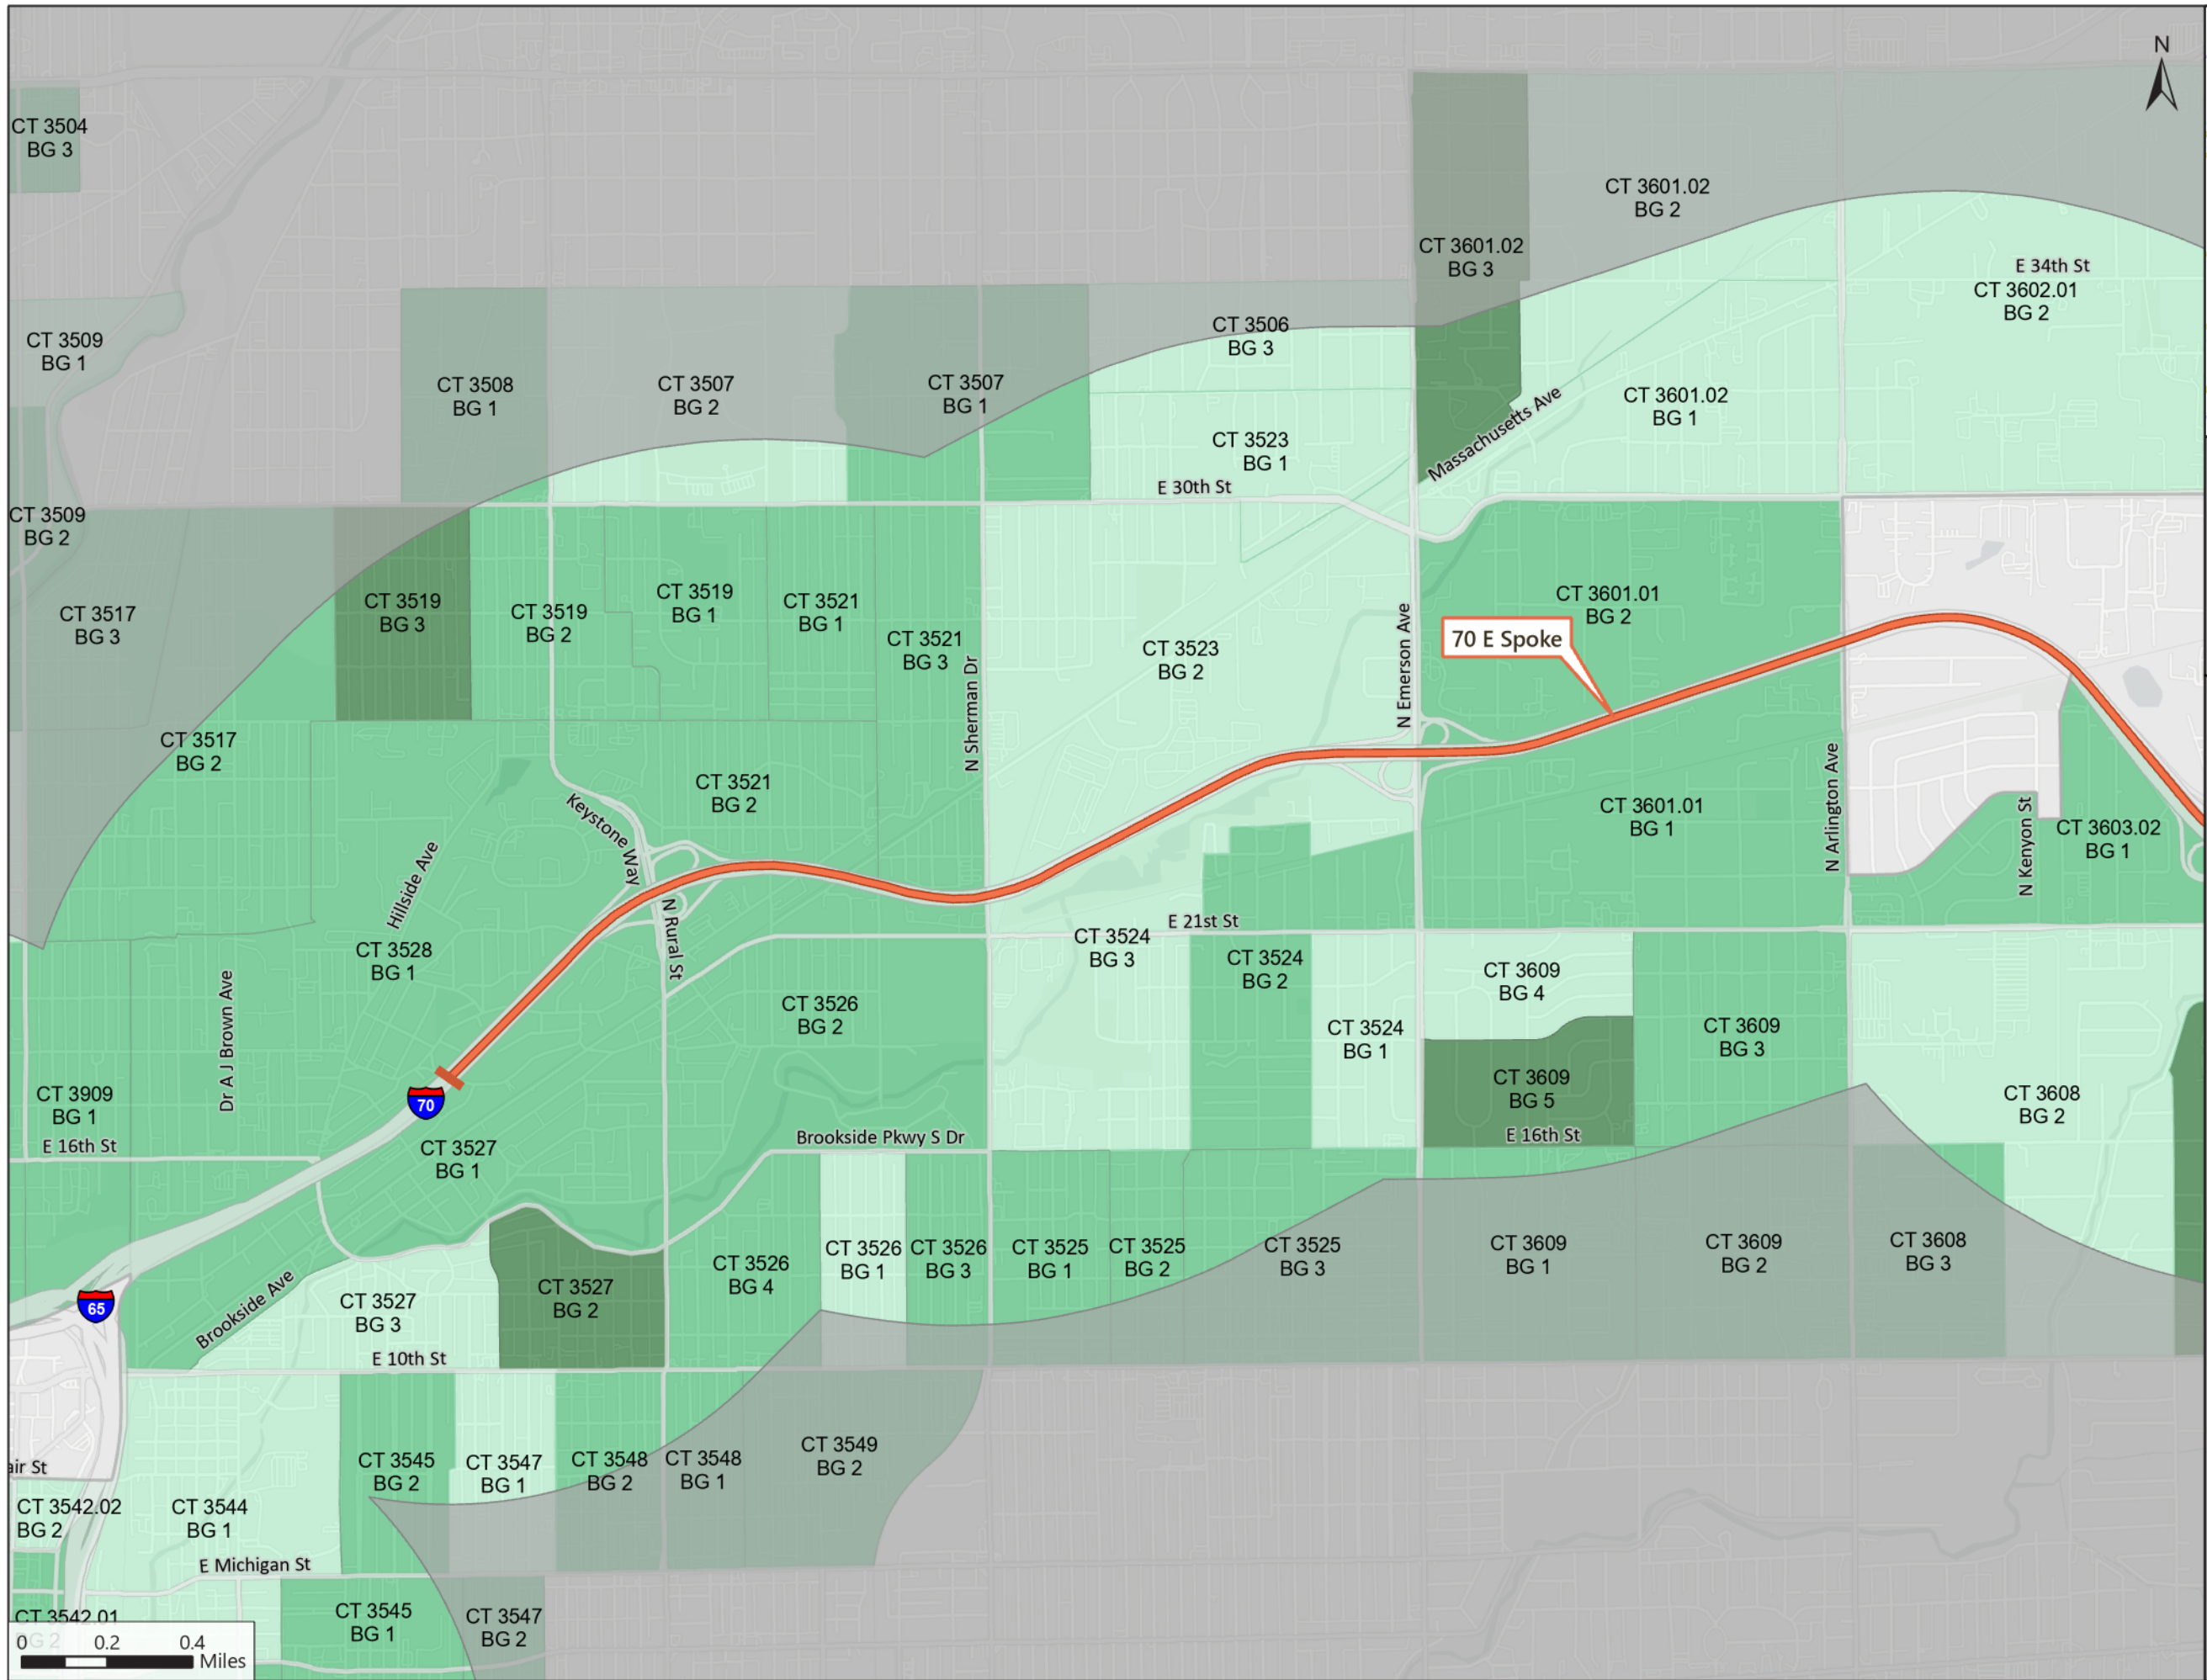 N
CT 3504
BG 3
CT 3601.02
BG 2
CT 3601.02
BG 3
E 34th St
CT 3602.01
BG 2
CT 3509
BG 1
CT 3508
BG 1
CT 3507
BG 2
CT 3507
BG 1
CT 3506
BG 3
CT 3601.02
BG 1
Massachusetts Ave
CT 3523
BG 1
E 30th St
CT 3509
BG 2
CT 3517
BG 3
CT 3519
BG 3
CT 3519
BG 2
CT 3519
BG 1
CT 3521
BG 1
CT 3521
BG 3
N Sherman Dr
CT 3523
BG 2
N Emerson Ave
70 E Spoke
CT 3601.01
BG 2
CT 3517
BG 2
CT 3521
BG 2
Keystone Way
CT 3601.01
BG 1
N Arlington Ave
N Kenyon St
CT 3603.02
BG 1
Hillside Ave
N Rural St
E 21st St
CT 3528
BG 1
CT 3524
BG 3
CT 3524
BG 2
CT 3609
BG 4
CT 3526
BG 2
CT 3524
BG 1
CT 3609
BG 3
Dr A J Brown Ave
CT 3909
BG 1
70
CT 3609
BG 5
CT 3608
BG 2
E 16th St
Brookside Pkwy S Dr
E 16th St
CT 3527
BG 1
CT 3526
BG 4
CT 3526
BG 1
CT 3526
BG 3
CT 3525
BG 1
CT 3525
BG 2
CT 3525
BG 3
CT 3609
BG 1
CT 3609
BG 2
CT 3608
BG 3
65
Brookside Ave
CT 3527
BG 3
CT 3527
BG 2
E 10th St
air St
CT 3545
BG 2
CT 3547
BG 1
CT 3548
BG 2
CT 3548
BG 1
CT 3549
BG 2
CT 3542.02
BG 2
CT 3544
BG 1
E Michigan St
CT 3542.01
BG 2
CT 3545
BG 1
CT 3547
BG 2
0 0.2 0.4
Miles